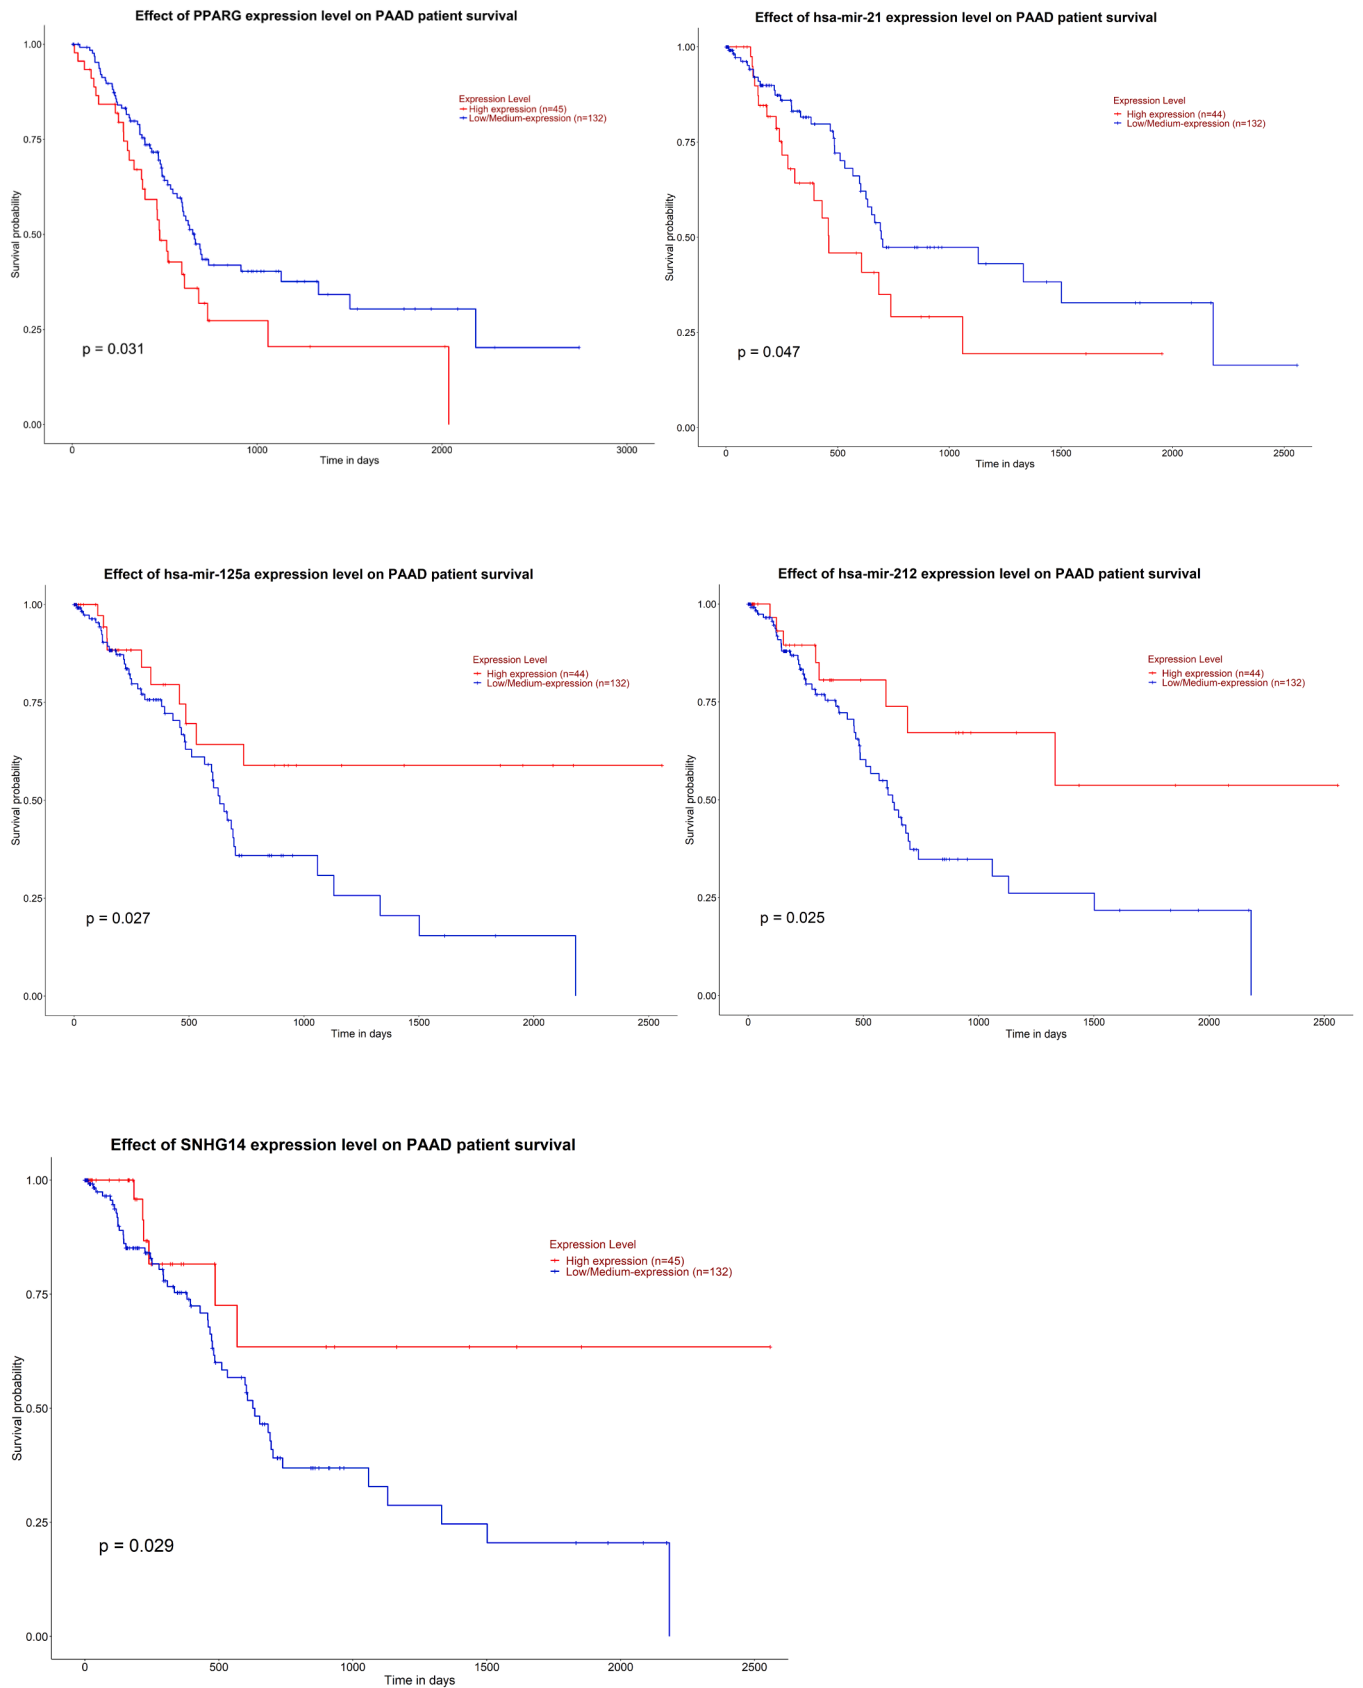 Effect of PPARG expression level on PAAD patient survival
Survival probability
1.00
0.75
0.50
0.25
0.00
Expression Level
High expression (n=45)
Low/Medium-expression (n=132)
p = 0.031
0 1000 2000 3000
Time in days
Effect of hsa-mir-21 expression level on PAAD patient survival
Survival probability
1.00
0.75
0.50
0.25
0.00
Expression Level
High expression (n=44)
Low/Medium-expression (n=132)
p = 0.047
0 500 1000 1500 2000 2500
Time in days
Effect of hsa-mir-125a expression level on PAAD patient survival
Survival probability
1.00
0.75
0.50
0.25
0.00
Expression Level
High expression (n=44)
Low/Medium-expression (n=132)
p = 0.027
0 500 1000 1500 2000 2500
Time in days
Effect of hsa-mir-212 expression level on PAAD patient survival
Survival probability
1.00
0.75
0.50
0.25
0.00
Expression Level
High expression (n=44)
Low/Medium-expression (n=132)
p = 0.025
0 500 1000 1500 2000 2500
Time in days
Effect of SNHG14 expression level on PAAD patient survival
Survival probability
1.00
0.75
0.50
0.25
0.00
Expression Level
High expression (n=45)
Low/Medium-expression (n=132)
p = 0.029
0 500 1000 1500 2000 2500
Time in days